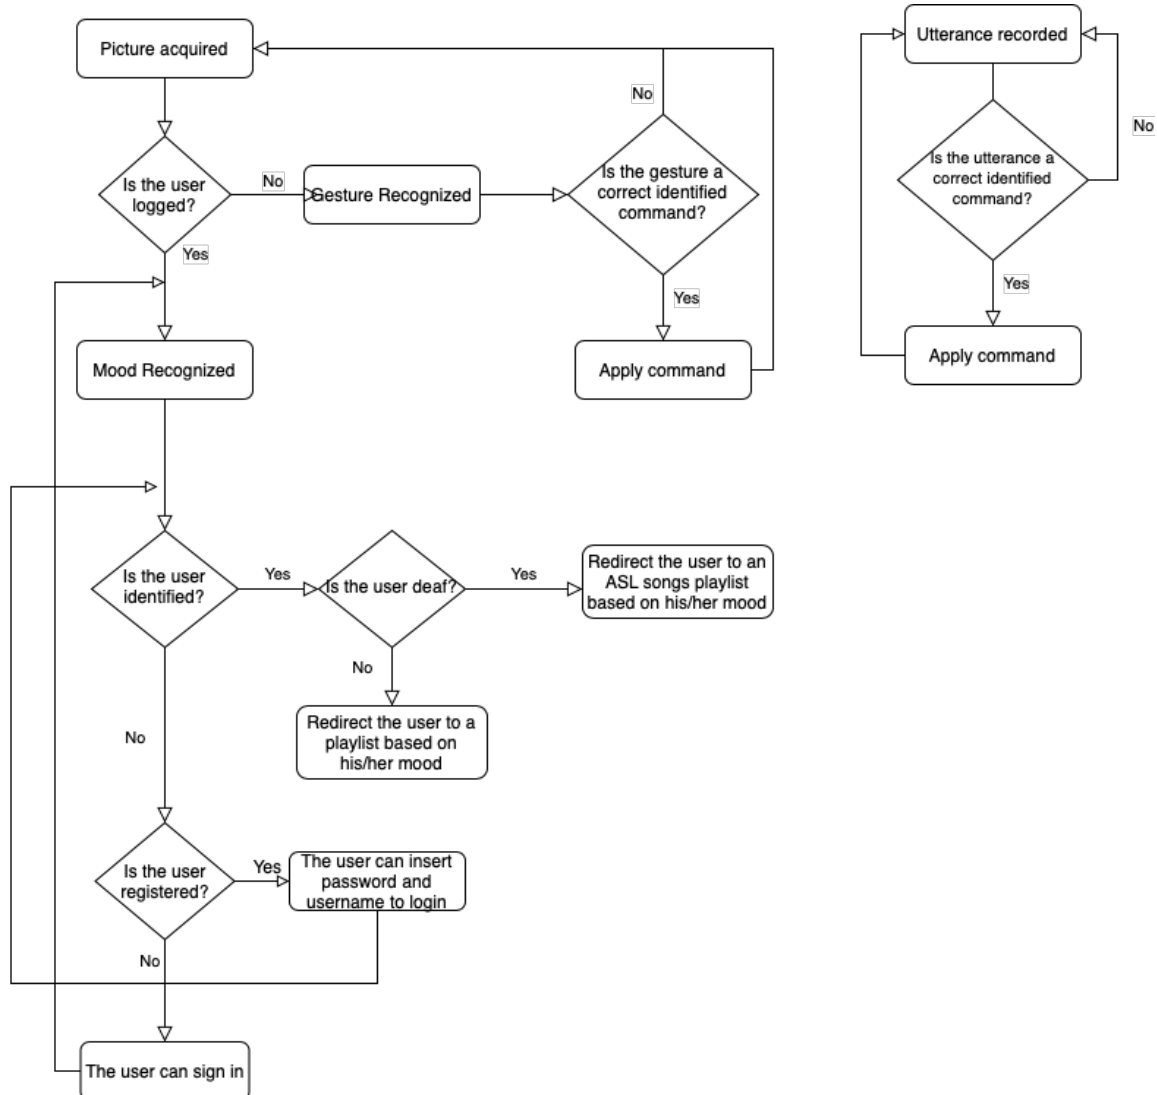 Picture acquired
Utterance recorded
No
No
Is the user
logged?
No
Gesture Recognized
Is the gesture a
correct identified
command?
Is the utterance a
correct identified
command?
Yes
Yes
Yes
Mood Recognized
Apply command
Apply command
Is the user
identified?
Yes
Is the user deaf?
Yes
Redirect the user to an
ASL songs playlist
based on his/her mood
No
Redirect the user to a
playlist based on
his/her mood
No
Is the user
registered?
Yes
The user can insert
password and
username to login
No
The user can sign in